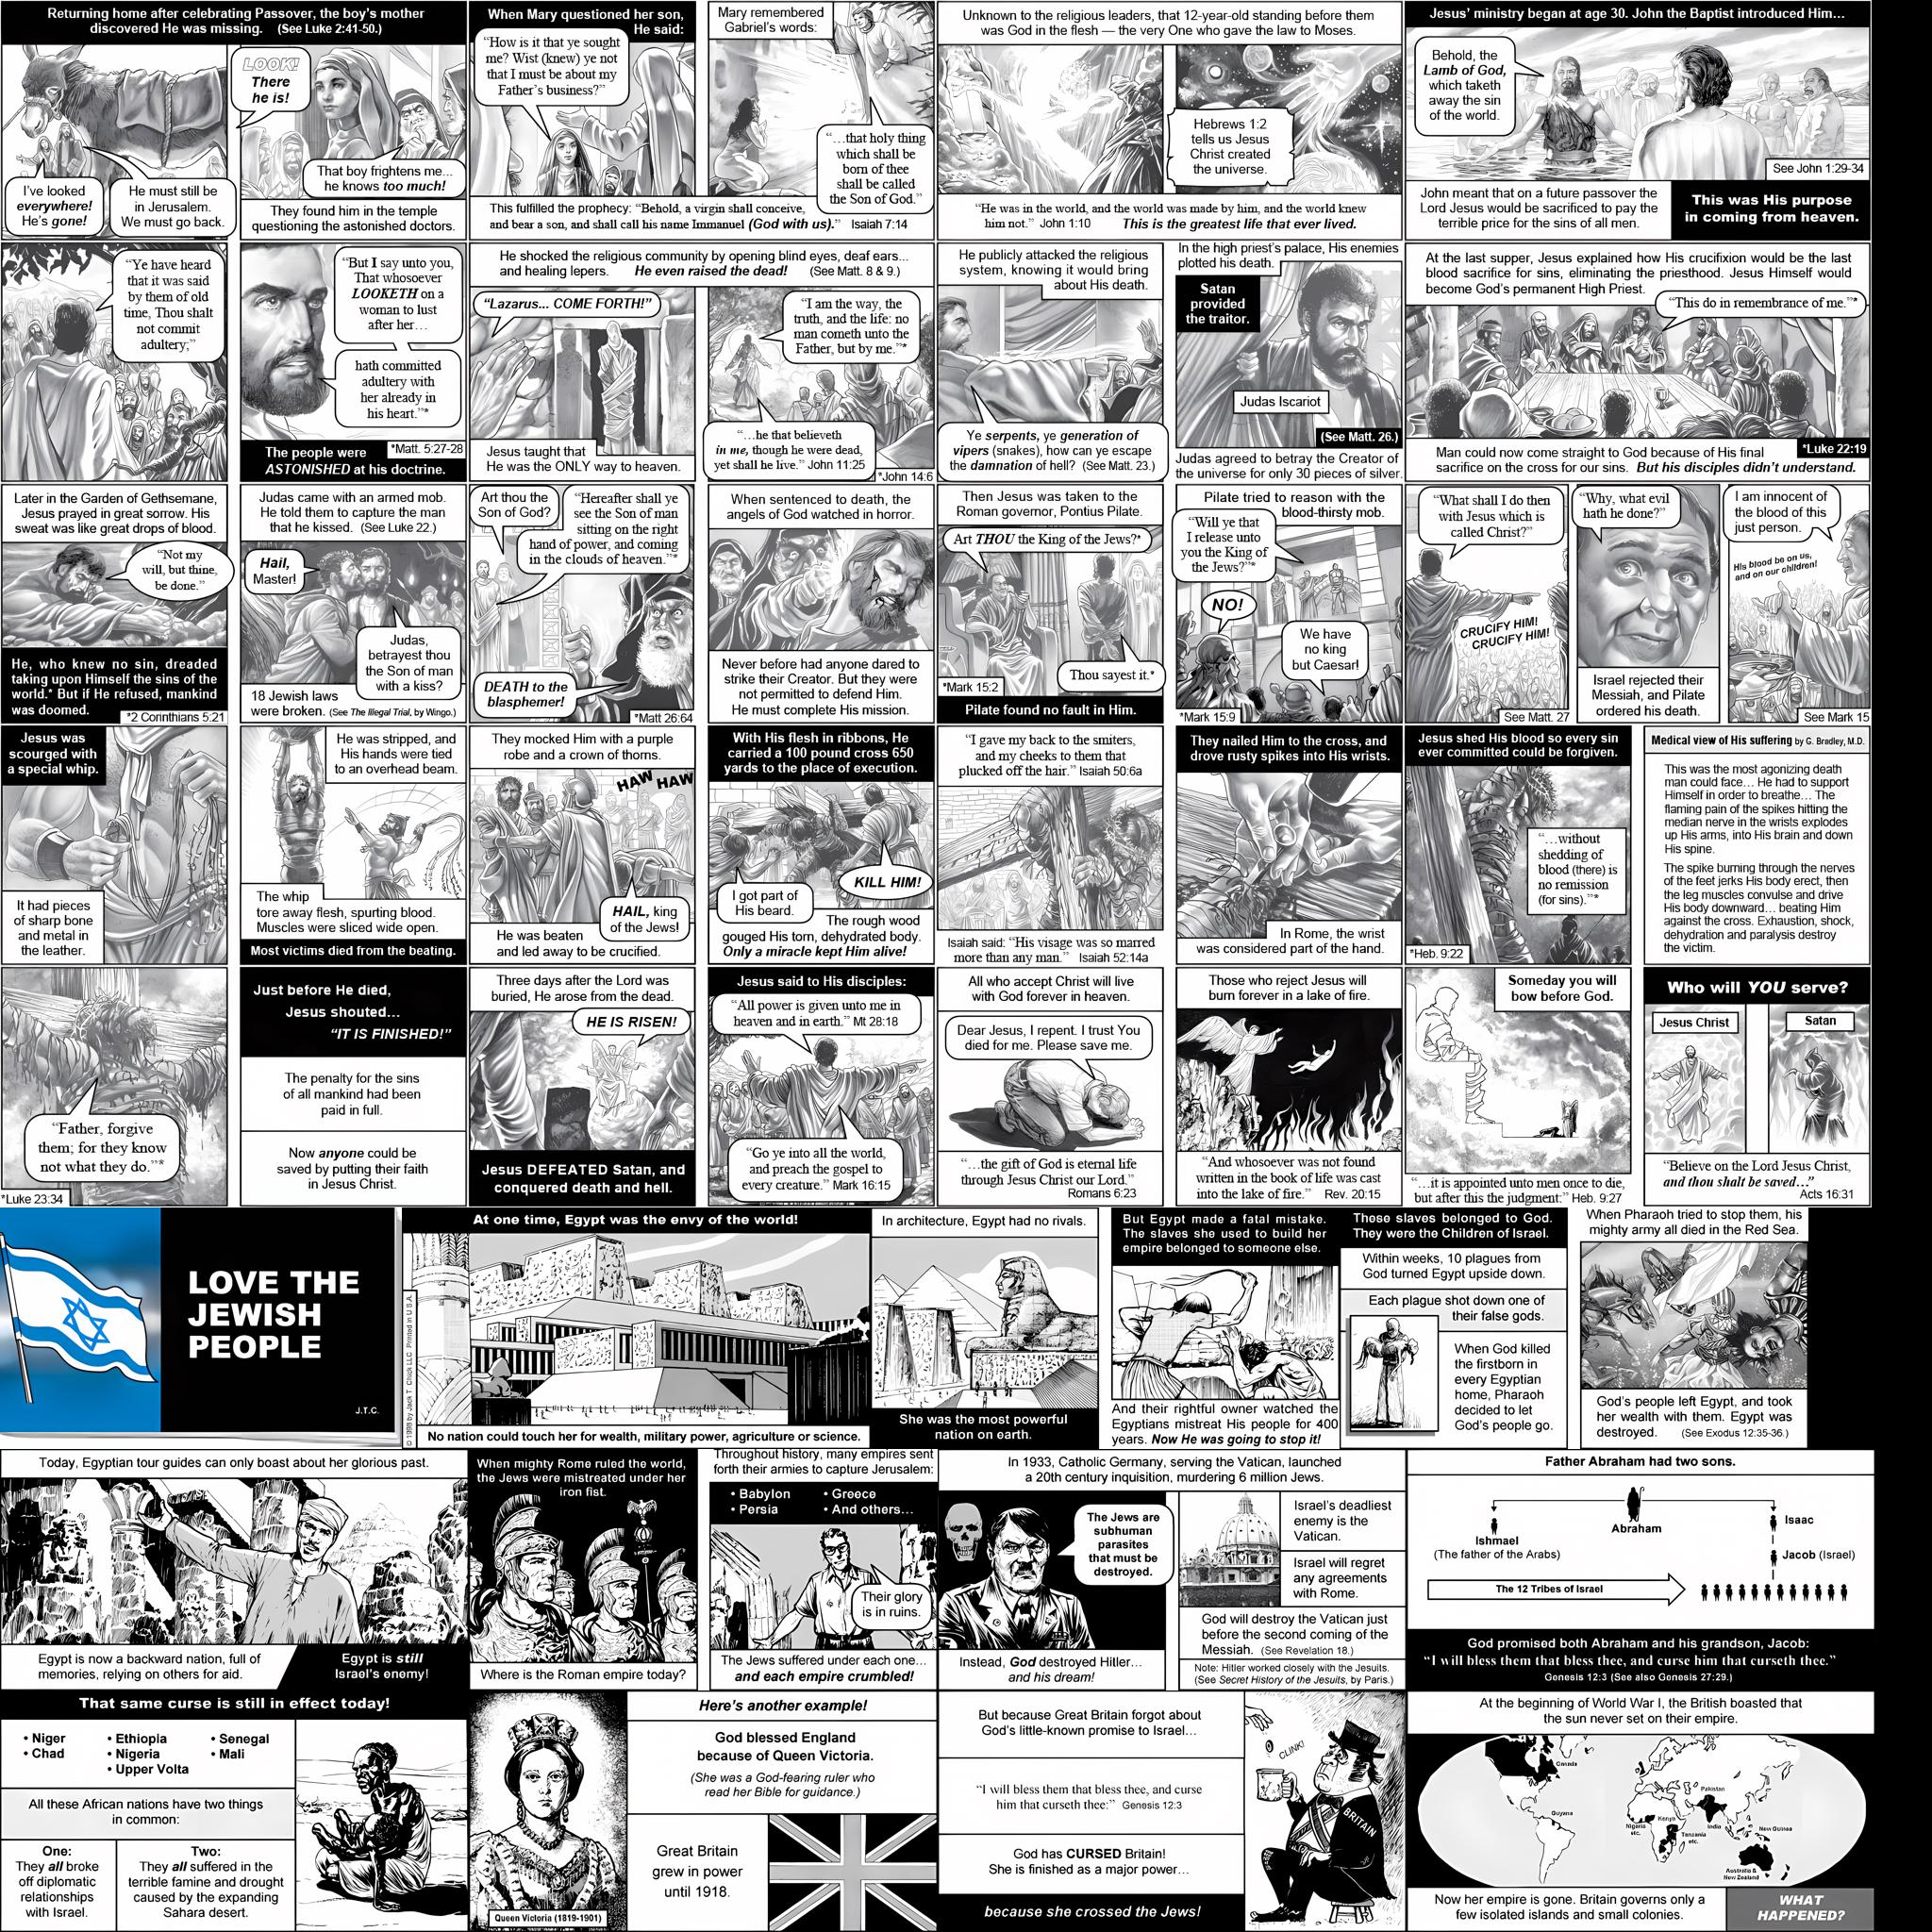 Returning home after celebrating Passover, the boy's mother
discovered He was missing. (See Luke 2:41-50.)
I've looked
everywhere!
He's gone!
He must still be
in Jerusalem.
We must go back.
LOOK!
There
he is!
That boy frightens me...
he knows too much!
They found him in the temple
questioning the astonished doctors.
When Mary questioned her son,
He said:
"How is it that ye sought
me? Wist (knew) ye not
that I must be about my
Father's business?"
Mary remembered
Gabriel's words:
"…that holy thing
which shall be
born of thee
shall be called
the Son of God."
This fulfilled the prophecy: "Behold, a virgin shall conceive,
and bear a son, and shall call his name Immanuel (God with us)." Isaiah 7:14
Unknown to the religious leaders, that 12-year-old standing before them
was God in the flesh — the very One who gave the law to Moses.
Hebrews 1:2
tells us Jesus
Christ created
the universe.
"He was in the world, and the world was made by him, and the world knew
him not." John 1:10 This is the greatest life that ever lived.
Jesus' ministry began at age 30. John the Baptist introduced Him...
Behold, the
Lamb of God,
which taketh
away the sin
of the world.
See John 1:29-34
John meant that on a future passover the
Lord Jesus would be sacrificed to pay the
terrible price for the sins of all men.
This was His purpose
in coming from heaven.
"Ye have heard
that it was said
by them of old
time, Thou shalt
not commit
adultery;"
"But I say unto you,
That whosoever
LOOKETH on a
woman to lust
after her…
hath committed
adultery with
her already in
his heart."*
*Matt. 5:27-28
The people were
ASTONISHED at his doctrine.
He shocked the religious community by opening blind eyes, deaf ears...
and healing lepers. He even raised the dead! (See Matt. 8 & 9.)
"Lazarus... COME FORTH!"
Jesus taught that
He was the ONLY way to heaven.
"I am the way, the
truth, and the life: no
man cometh unto the
Father, but by me."*
"…he that believeth
in me, though he were dead,
yet shall he live." John 11:25
*John 14:6
He publicly attacked the religious
system, knowing it would bring
about His death.
Ye serpents, ye generation of
vipers (snakes), how can ye escape
the damnation of hell? (See Matt. 23.)
In the high priest's palace, His enemies
plotted his death.
Satan
provided
the traitor.
Judas Iscariot
(See Matt. 26.)
Judas agreed to betray the Creator of
the universe for only 30 pieces of silver.
At the last supper, Jesus explained how His crucifixion would be the last
blood sacrifice for sins, eliminating the priesthood. Jesus Himself would
become God's permanent High Priest.
"This do in remembrance of me."*
*Luke 22:19
Man could now come straight to God because of His final
sacrifice on the cross for our sins. But his disciples didn't understand.
Later in the Garden of Gethsemane,
Jesus prayed in great sorrow. His
sweat was like great drops of blood.
"Not my
will, but thine,
be done."
He, who knew no sin, dreaded
taking upon Himself the sins of the
world.* But if He refused, mankind
was doomed.
*2 Corinthians 5:21
Judas came with an armed mob.
He told them to capture the man
that he kissed. (See Luke 22.)
Hail,
Master!
Judas,
betrayest thou
the Son of man
with a kiss?
18 Jewish laws
were broken. (See The Illegal Trial, by Wingo.)
Art thou the
Son of God?
"Hereafter shall ye
see the Son of man
sitting on the right
hand of power, and coming
in the clouds of heaven."*
DEATH to the
blasphemer!
*Matt 26:64
When sentenced to death, the
angels of God watched in horror.
Never before had anyone dared to
strike their Creator. But they were
not permitted to defend Him.
He must complete His mission.
Then Jesus was taken to the
Roman governor, Pontius Pilate.
Art THOU the King of the Jews?*
Thou sayest it.*
*Mark 15:2
Pilate found no fault in Him.
Pilate tried to reason with the
blood-thirsty mob.
"Will ye that
I release unto
you the King of
the Jews?"*
NO!
We have
no king
but Caesar!
*Mark 15:9
"What shall I do then
with Jesus which is
called Christ?"
CRUCIFY HIM!
CRUCIFY HIM!
See Matt. 27
"Why, what evil
hath he done?"
Israel rejected their
Messiah, and Pilate
ordered his death.
I am innocent of
the blood of this
just person.
His blood be on us,
and on our children!
See Mark 15
Jesus was
scourged with
a special whip.
It had pieces
of sharp bone
and metal in
the leather.
He was stripped, and
His hands were tied
to an overhead beam.
The whip
tore away flesh, spurting blood.
Muscles were sliced wide open.
Most victims died from the beating.
They mocked Him with a purple
robe and a crown of thorns.
HAW HAW
HAIL, king
of the Jews!
He was beaten
and led away to be crucified.
With His flesh in ribbons, He
carried a 100 pound cross 650
yards to the place of execution.
I got part of
His beard.
KILL HIM!
The rough wood
gouged His torn, dehydrated body.
Only a miracle kept Him alive!
"I gave my back to the smiters,
and my cheeks to them that
plucked off the hair." Isaiah 50:6a
Isaiah said: "His visage was so marred
more than any man." Isaiah 52:14a
They nailed Him to the cross, and
drove rusty spikes into His wrists.
In Rome, the wrist
was considered part of the hand.
Jesus shed His blood so every sin
ever committed could be forgiven.
"…without
shedding of
blood (there) is
no remission
(for sins)."*
*Heb. 9:22
Medical view of His suffering by G. Bradley, M.D.
This was the most agonizing death
man could face... He had to support
Himself in order to breathe... The
flaming pain of the spikes hitting the
median nerve in the wrists explodes
up His arms, into His brain and down
His spine.
The spike burning through the nerves
of the feet jerks His body erect, then
the leg muscles convulse and drive
His body downward... beating Him
against the cross. Exhaustion, shock,
dehydration and paralysis destroy
the victim.
"Father, forgive
them; for they know
not what they do."*
*Luke 23:34
Just before He died,
Jesus shouted...
"IT IS FINISHED!"
The penalty for the sins
of all mankind had been
paid in full.
Now anyone could be
saved by putting their faith
in Jesus Christ.
Three days after the Lord was
buried, He arose from the dead.
HE IS RISEN!
Jesus DEFEATED Satan, and
conquered death and hell.
Jesus said to His disciples:
"All power is given unto me in
heaven and in earth." Mt 28:18
"Go ye into all the world,
and preach the gospel to
every creature." Mark 16:15
All who accept Christ will live
with God forever in heaven.
Dear Jesus, I repent. I trust You
died for me. Please save me.
"…the gift of God is eternal life
through Jesus Christ our Lord."
Romans 6:23
Those who reject Jesus will
burn forever in a lake of fire.
"And whosoever was not found
written in the book of life was cast
into the lake of fire." Rev. 20:15
Someday you will
bow before God.
"…it is appointed unto men once to die,
but after this the judgment:" Heb. 9:27
Who will YOU serve?
Jesus Christ
Satan
"Believe on the Lord Jesus Christ,
and thou shalt be saved…"
Acts 16:31
LOVE THE
JEWISH
PEOPLE
J.T.C.
© 1998 by Jack T. Chick LLC Printed in U.S.A.
At one time, Egypt was the envy of the world!
No nation could touch her for wealth, military power, agriculture or science.
In architecture, Egypt had no rivals.
She was the most powerful
nation on earth.
But Egypt made a fatal mistake.
The slaves she used to build her
empire belonged to someone else.
And their rightful owner watched the
Egyptians mistreat His people for 400
years. Now He was going to stop it!
These slaves belonged to God.
They were the Children of Israel.
Within weeks, 10 plagues from
God turned Egypt upside down.
Each plague shot down one of
their false gods.
When God killed
the firstborn in
every Egyptian
home, Pharaoh
decided to let
God's people go.
When Pharaoh tried to stop them, his
mighty army all died in the Red Sea.
God's people left Egypt, and took
her wealth with them. Egypt was
destroyed. (See Exodus 12:35-36.)
Today, Egyptian tour guides can only boast about her glorious past.
Egypt is now a backward nation, full of
memories, relying on others for aid.
Egypt is still
Israel's enemy!
When mighty Rome ruled the world,
the Jews were mistreated under her
iron fist.
Where is the Roman empire today?
Throughout history, many empires sent
forth their armies to capture Jerusalem:
• Babylon • Greece
• Persia • And others…
Their glory
is in ruins.
The Jews suffered under each one...
and each empire crumbled!
In 1933, Catholic Germany, serving the Vatican, launched
a 20th century inquisition, murdering 6 million Jews.
The Jews are
subhuman
parasites
that must be
destroyed.
Instead, God destroyed Hitler...
and his dream!
Israel's deadliest
enemy is the
Vatican.
Israel will regret
any agreements
with Rome.
God will destroy the Vatican just
before the second coming of the
Messiah. (See Revelation 18.)
Note: Hitler worked closely with the Jesuits.
(See Secret History of the Jesuits, by Paris.)
Father Abraham had two sons.
Abraham
Ishmael
(The father of the Arabs)
Isaac
Jacob (Israel)
The 12 Tribes of Israel
God promised both Abraham and his grandson, Jacob:
"I will bless them that bless thee, and curse him that curseth thee."
Genesis 12:3 (See also Genesis 27:29.)
That same curse is still in effect today!
• Niger • Ethiopia • Senegal
• Chad • Nigeria • Mali
• Upper Volta
All these African nations have two things
in common:
One:
They all broke
off diplomatic
relationships
with Israel.
Two:
They all suffered in the
terrible famine and drought
caused by the expanding
Sahara desert.
Queen Victoria (1819-1901)
Here's another example!
God blessed England
because of Queen Victoria.
(She was a God-fearing ruler who
read her Bible for guidance.)
Great Britain
grew in power
until 1918.
But because Great Britain forgot about
God's little-known promise to Israel...
"I will bless them that bless thee, and curse
him that curseth thee:" Genesis 12:3
God has CURSED Britain!
She is finished as a major power...
because she crossed the Jews!
CLINK!
BRITAIN
At the beginning of World War I, the British boasted that
the sun never set on their empire.
Canada
Pakistan
Guyana
Nigeria
etc.
Kenya
Tanzania
etc.
India
New Guinea
Australia &
New Zealand
Now her empire is gone. Britain governs only a
few isolated islands and small colonies.
WHAT
HAPPENED?